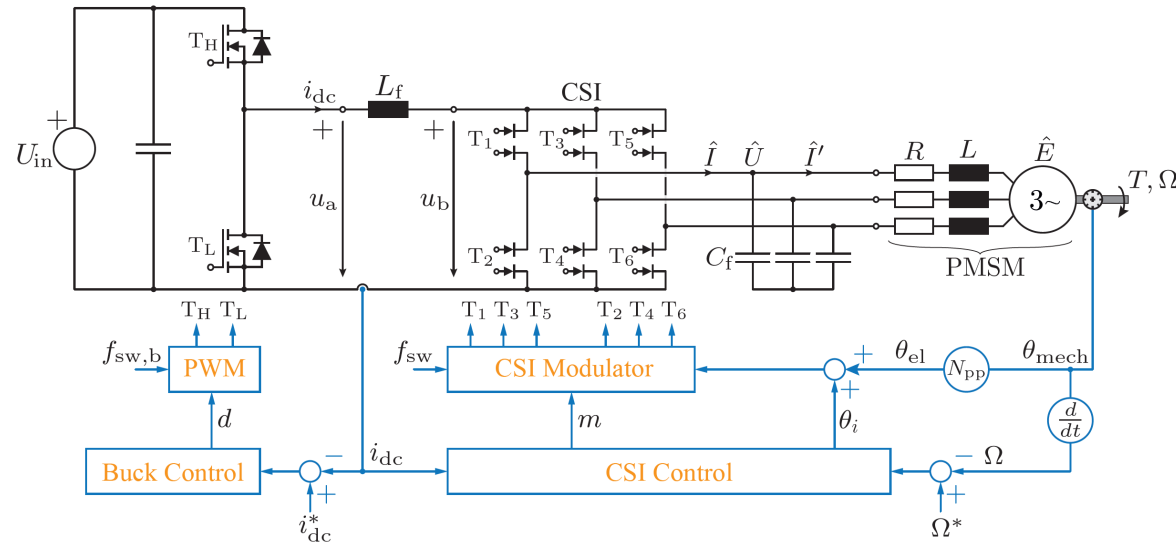 T_H
i_dc
L_f
CSI
+
+
+
T_1
T_3
T_5
U_in
u_a
u_b
Î
Û
Î′
R
L
Ê
3~
T, Ω
T_L
T_2
T_4
T_6
C_f
PMSM
T_H T_L
T_1 T_3 T_5 T_2 T_4 T_6
f_sw,b
PWM
f_sw
CSI Modulator
+
+
θ_el
N_pp
θ_mech
d
m
θ_i
d/dt
Buck Control
−
+
i_dc
CSI Control
−
+
Ω
i*_dc
Ω*